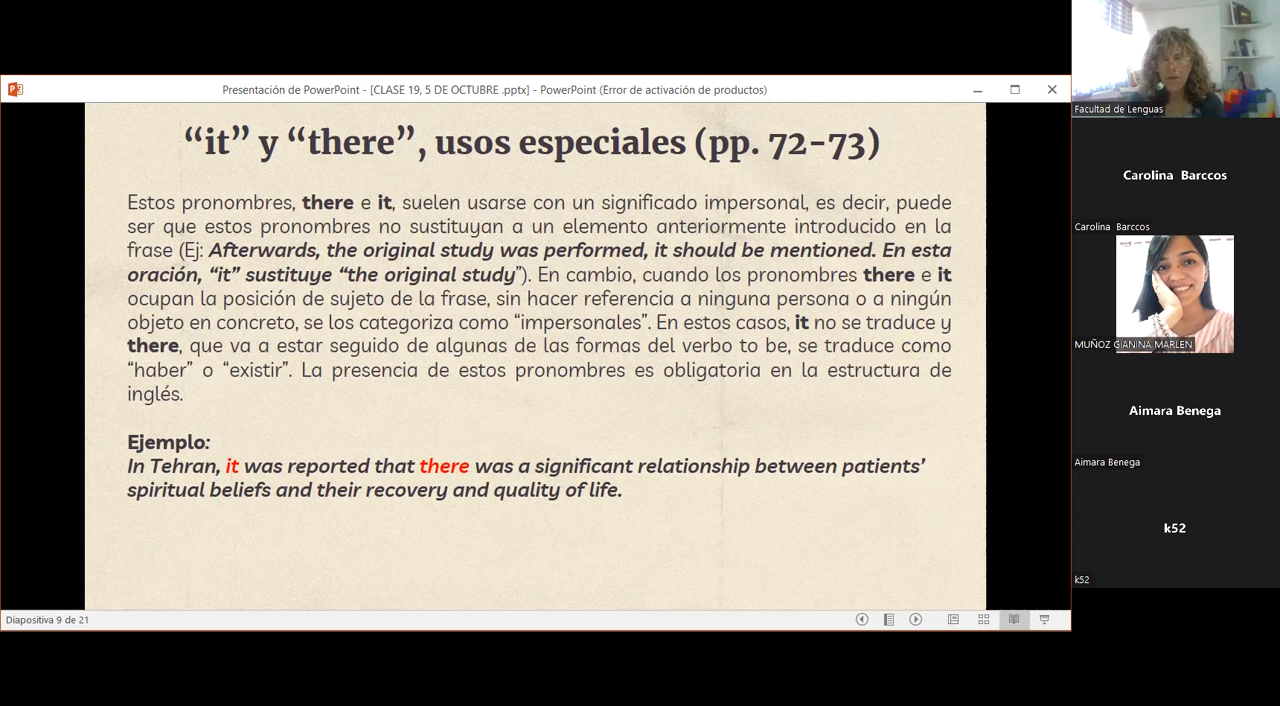 Presentación de PowerPoint - [CLASE 19, 5 DE OCTUBRE .pptx] - PowerPoint (Error de activación de productos)
“it” y “there”, usos especiales (pp. 72-73)
Estos pronombres, there e it, suelen usarse con un significado impersonal, es decir, puede
ser que estos pronombres no sustituyan a un elemento anteriormente introducido en la
frase (Ej: Afterwards, the original study was performed, it should be mentioned. En esta
oración, “it” sustituye “the original study”). En cambio, cuando los pronombres there e it
ocupan la posición de sujeto de la frase, sin hacer referencia a ninguna persona o a ningún
objeto en concreto, se los categoriza como “impersonales”. En estos casos, it no se traduce y
there, que va a estar seguido de algunas de las formas del verbo to be, se traduce como
“haber” o “existir”. La presencia de estos pronombres es obligatoria en la estructura de
inglés.
Ejemplo:
In Tehran, it was reported that there was a significant relationship between patients’
spiritual beliefs and their recovery and quality of life.
Diapositiva 9 de 21
Facultad de Lenguas
Carolina Barccos
Carolina Barccos
MUÑOZ GIANINA MARLEN
Aimara Benega
Aimara Benega
k52
k52